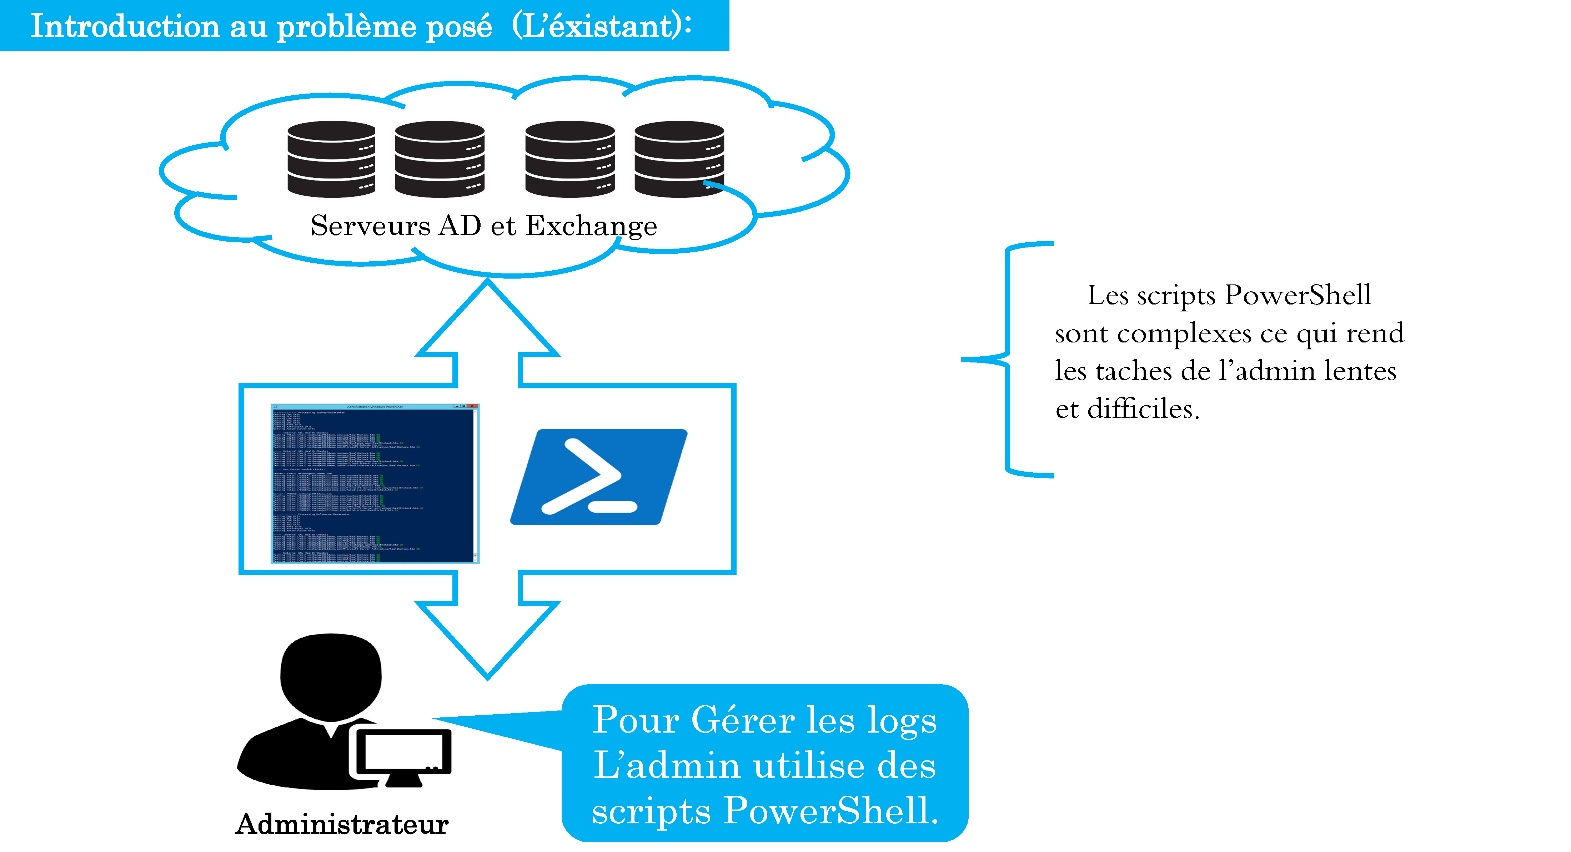 Introduction au problème posé (L’éxistant):
Serveurs AD et Exchange
Les scripts PowerShell
sont complexes ce qui rend
les taches de l’admin lentes
et difficiles.
Pour Gérer les logs
L’admin utilise des
scripts PowerShell.
Administrateur